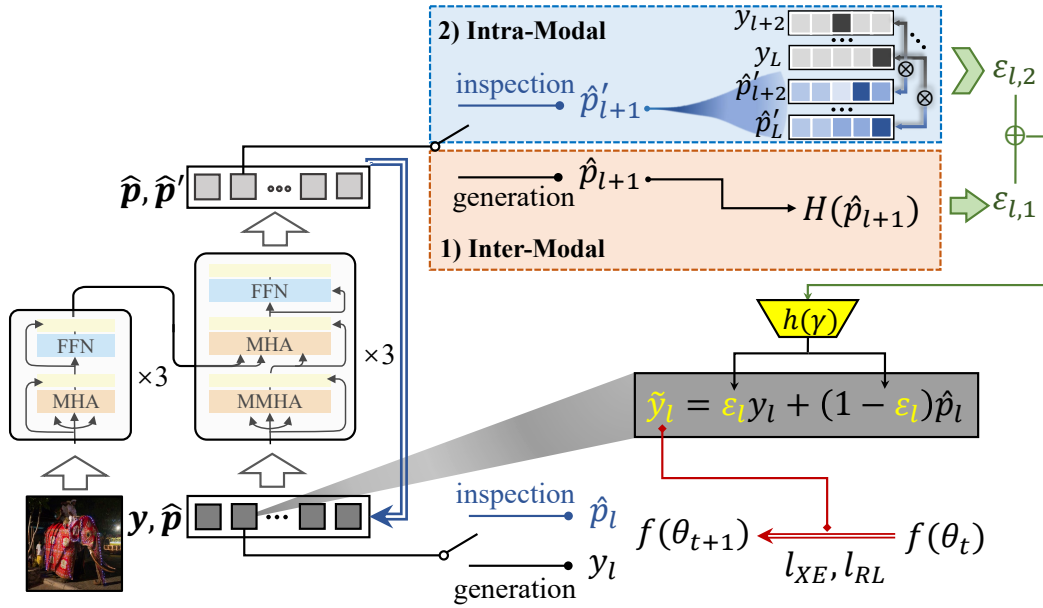 2) Intra-Modal
y_{l+2}
...
y_L
p̂'_{l+2}
p̂'_L
⊗
⊗
ε_{l,2}
inspection
p̂'_{l+1}
⊕
p̂, p̂'
generation
p̂_{l+1}
H(p̂_{l+1})
ε_{l,1}
1) Inter-Modal
FFN
MHA
MMHA
×3
FFN
MHA
×3
h(γ)
ỹ_l = ε_l y_l + (1 - ε_l)p̂_l
y, p̂
...
inspection
p̂_l
generation
y_l
f(θ_{t+1})
f(θ_t)
l_{XE}, l_{RL}